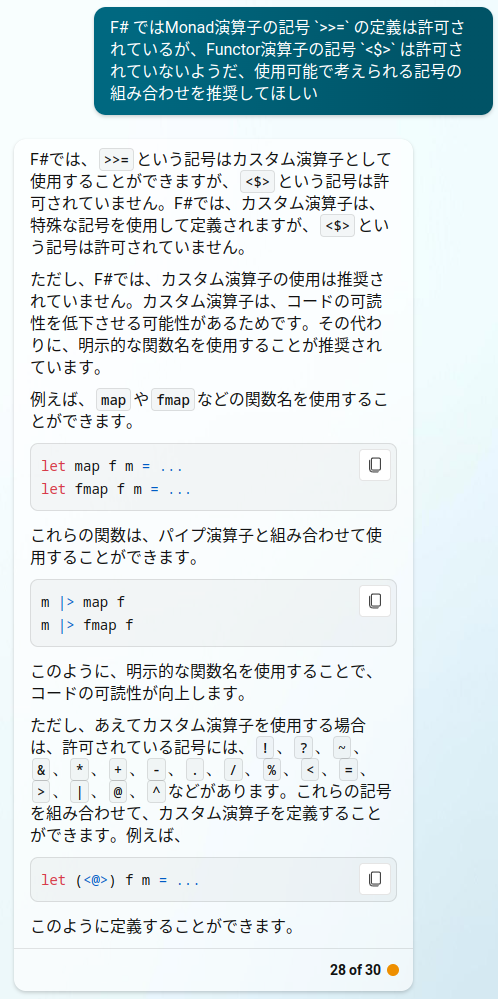 F# ではMonad演算子の記号 `>>=` の定義は許可さ
れているが、Functor演算子の記号 `<$>` は許可さ
れていないようだ、使用可能で考えられる記号の
組み合わせを推奨してほしい
F#では、 >>= という記号はカスタム演算子として
使用することができますが、 <$> という記号は許
可されていません。F#では、カスタム演算子は、
特殊な記号を使用して定義されますが、 <$> とい
う記号は許可されていません。
ただし、F#では、カスタム演算子の使用は推奨さ
れていません。カスタム演算子は、コードの可読
性を低下させる可能性があるためです。その代わ
りに、明示的な関数名を使用することが推奨され
ています。
例えば、 map や fmap などの関数名を使用するこ
とができます。
let map f m = ...
let fmap f m = ...
これらの関数は、パイプ演算子と組み合わせて使
用することができます。
m |> map f
m |> fmap f
このように、明示的な関数名を使用することで、
コードの可読性が向上します。
ただし、あえてカスタム演算子を使用する場合
は、許可されている記号には、 ! 、 ? 、 ~ 、
& 、 * 、 + 、 - 、 . 、 / 、 % 、 < 、 = 、
> 、 | 、 @ 、 ^ などがあります。これらの記号
を組み合わせて、カスタム演算子を定義すること
ができます。例えば、
let (<@>) f m = ...
このように定義することができます。
28 of 30